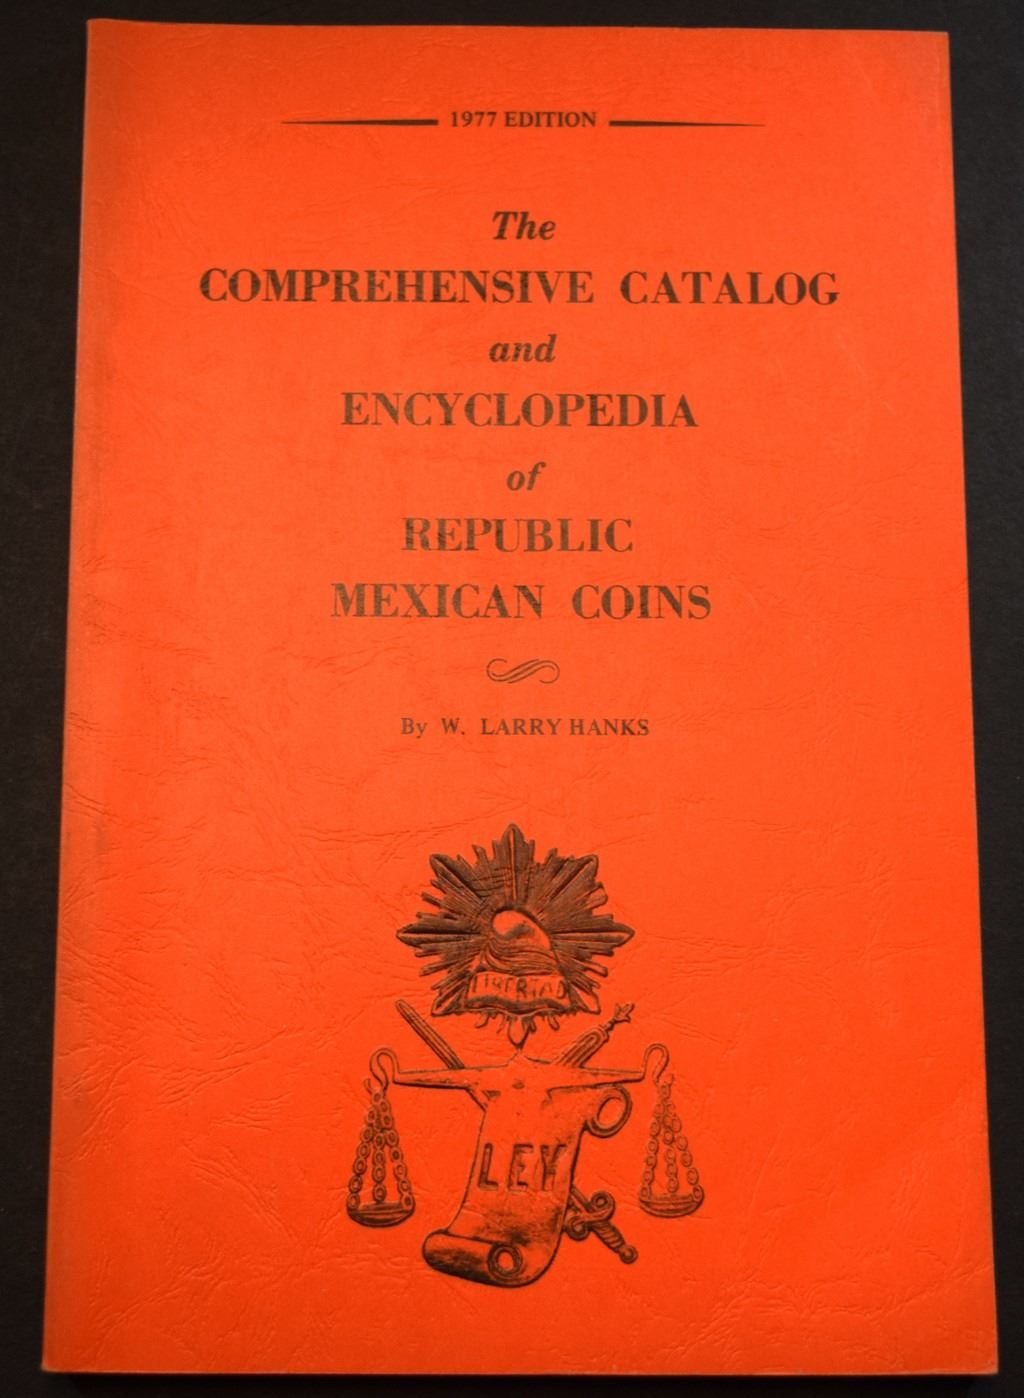 1977 EDITION
The
COMPREHENSIVE CATALOG
and
ENCYCLOPEDIA
of
REPUBLIC
MEXICAN COINS
By W. LARRY HANKS
LIBERTAD
LEY